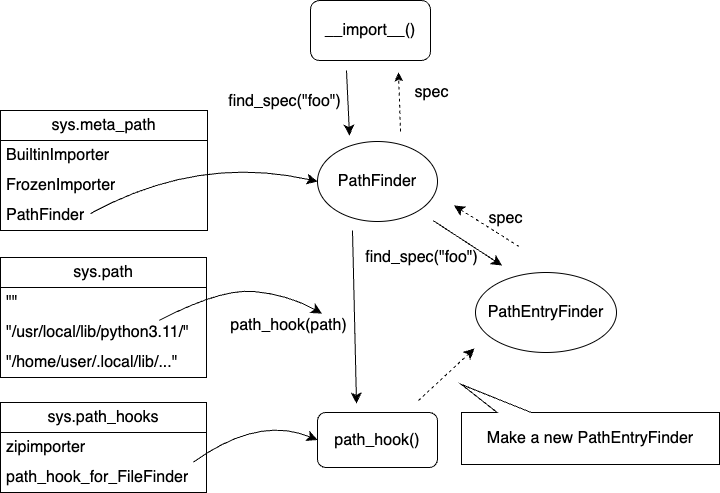 __import__()
find_spec("foo")
spec
sys.meta_path
BuiltinImporter
FrozenImporter
PathFinder
PathFinder
spec
find_spec("foo")
sys.path
""
"/usr/local/lib/python3.11/"
"/home/user/.local/lib/..."
path_hook(path)
PathEntryFinder
sys.path_hooks
zipimporter
path_hook_for_FileFinder
path_hook()
Make a new PathEntryFinder